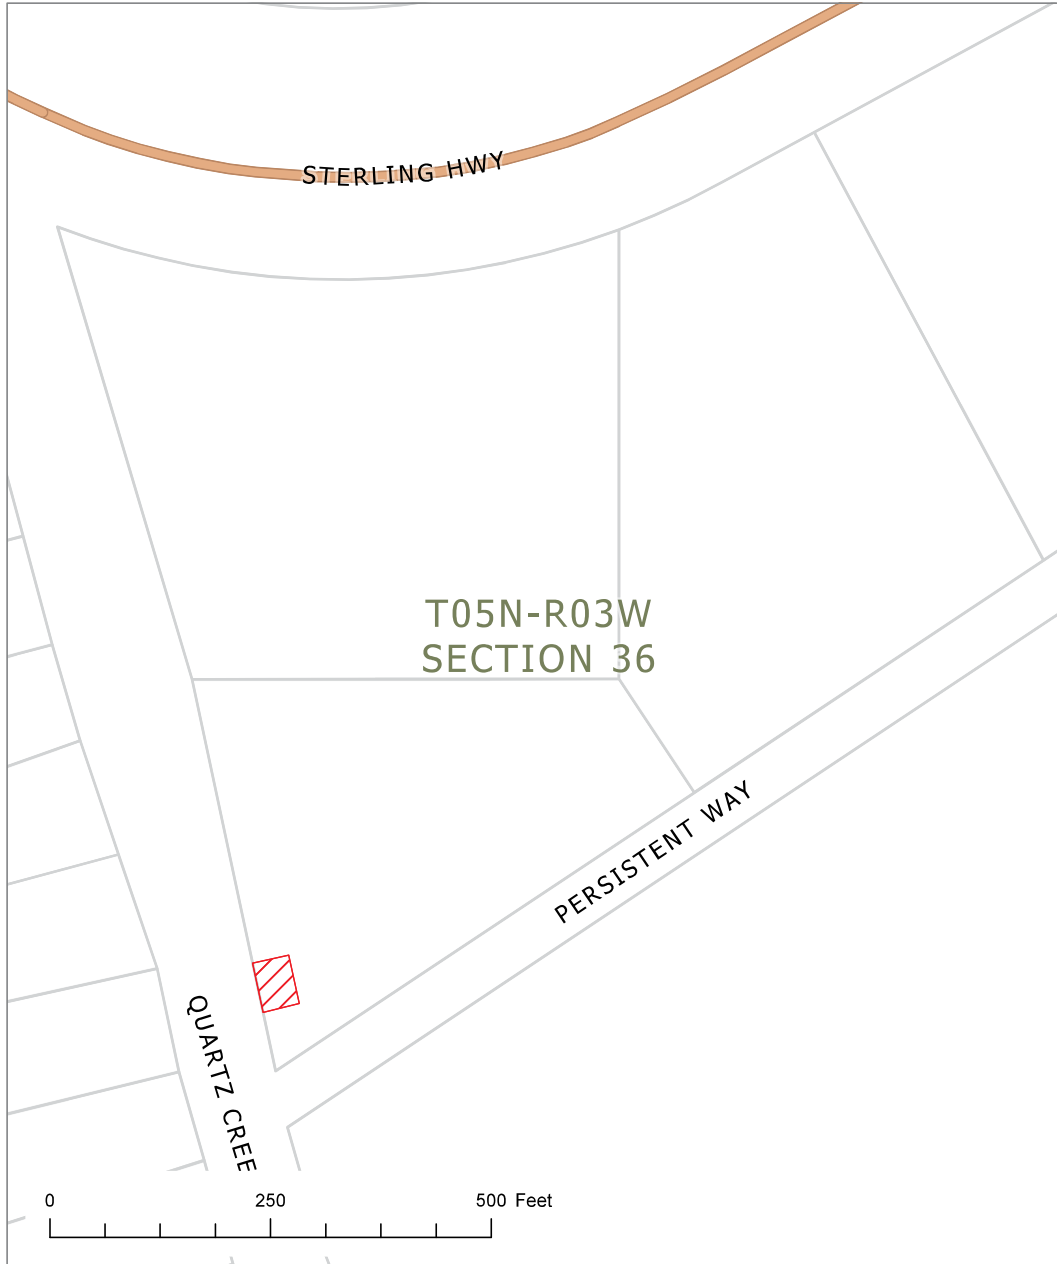 STERLING HWY
T05N-R03W
SECTION 36
PERSISTENT WAY
QUARTZ CREE
0 250 500 Feet